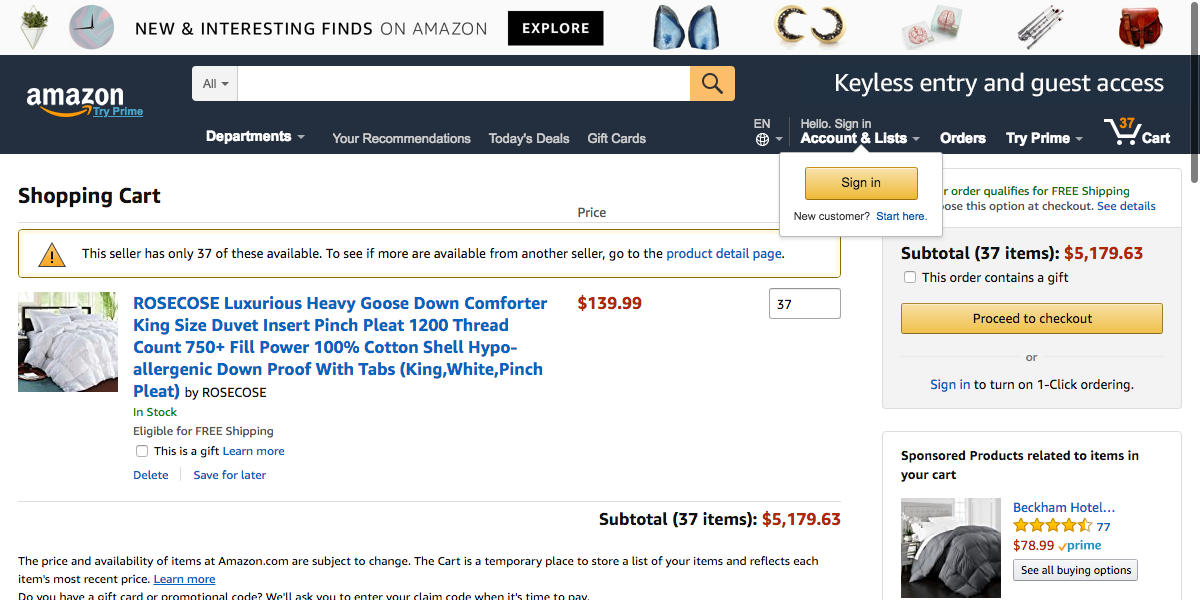 NEW & INTERESTING FINDS ON AMAZON EXPLORE
All
Keyless entry and guest access
amazon
Try Prime
Departments
Your Recommendations
Today's Deals
Gift Cards
EN
Hello. Sign in
Account & Lists
Orders
Try Prime
37
Cart
Sign in
New customer? Start here.
Shopping Cart
Price
This seller has only 37 of these available. To see if more are available from another seller, go to the product detail page.
ROSECOSE Luxurious Heavy Goose Down Comforter
King Size Duvet Insert Pinch Pleat 1200 Thread
Count 750+ Fill Power 100% Cotton Shell Hypo-
allergenic Down Proof With Tabs (King,White,Pinch
Pleat) by ROSECOSE
$139.99
37
In Stock
Eligible for FREE Shipping
This is a gift Learn more
Delete
Save for later
Subtotal (37 items): $5,179.63
The price and availability of items at Amazon.com are subject to change. The Cart is a temporary place to store a list of your items and reflects each
item's most recent price. Learn more
Do you have a gift card or promotional code? We'll ask you to enter your claim code when it's time to pay.
r order qualifies for FREE Shipping
ose this option at checkout. See details
Subtotal (37 items): $5,179.63
This order contains a gift
Proceed to checkout
or
Sign in to turn on 1-Click ordering.
Sponsored Products related to items in
your cart
Beckham Hotel...
77
$78.99 prime
See all buying options